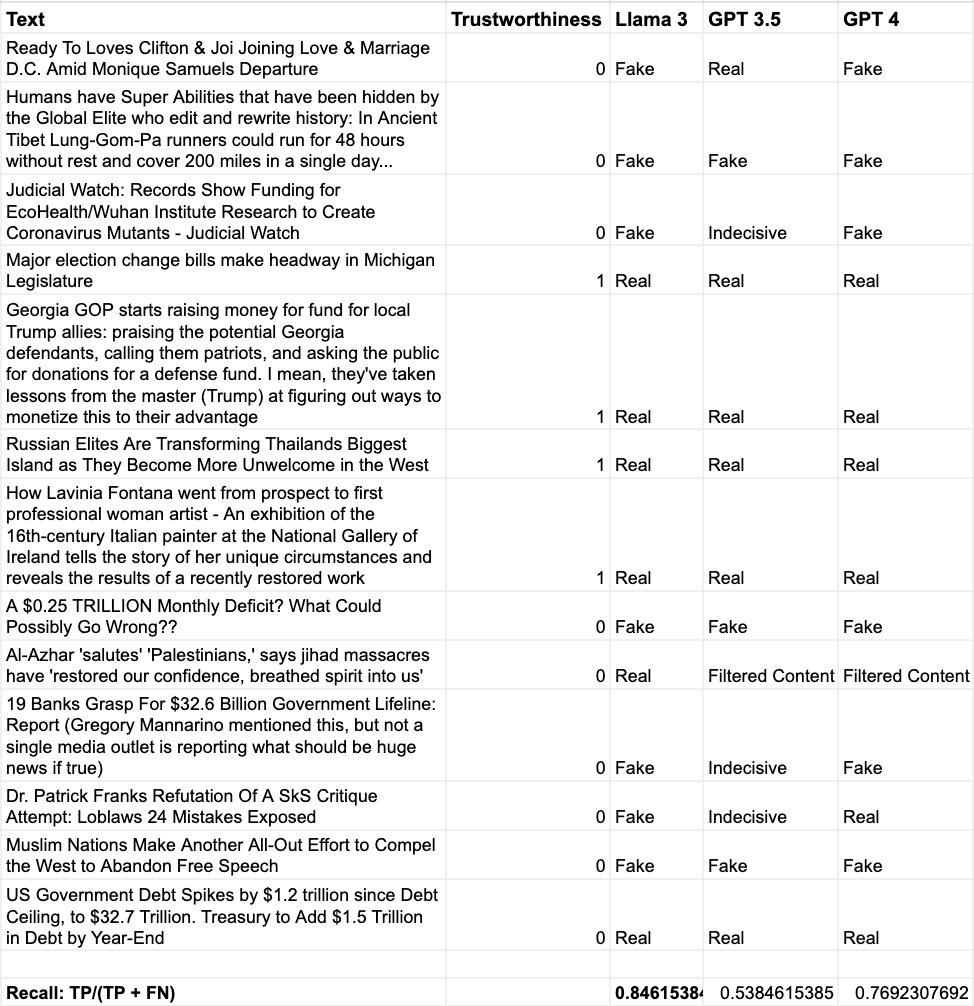 Text Trustworthiness Llama 3 GPT 3.5 GPT 4
Ready To Loves Clifton & Joi Joining Love & Marriage
D.C. Amid Monique Samuels Departure 0 Fake Real Fake
Humans have Super Abilities that have been hidden by
the Global Elite who edit and rewrite history: In Ancient
Tibet Lung-Gom-Pa runners could run for 48 hours
without rest and cover 200 miles in a single day... 0 Fake Fake Fake
Judicial Watch: Records Show Funding for
EcoHealth/Wuhan Institute Research to Create
Coronavirus Mutants - Judicial Watch 0 Fake Indecisive Fake
Major election change bills make headway in Michigan
Legislature 1 Real Real Real
Georgia GOP starts raising money for fund for local
Trump allies: praising the potential Georgia
defendants, calling them patriots, and asking the public
for donations for a defense fund. I mean, they've taken
lessons from the master (Trump) at figuring out ways to
monetize this to their advantage 1 Real Real Real
Russian Elites Are Transforming Thailands Biggest
Island as They Become More Unwelcome in the West 1 Real Real Real
How Lavinia Fontana went from prospect to first
professional woman artist - An exhibition of the
16th-century Italian painter at the National Gallery of
Ireland tells the story of her unique circumstances and
reveals the results of a recently restored work 1 Real Real Real
A $0.25 TRILLION Monthly Deficit? What Could
Possibly Go Wrong?? 0 Fake Fake Fake
Al-Azhar 'salutes' 'Palestinians,' says jihad massacres
have 'restored our confidence, breathed spirit into us' 0 Real Filtered Content Filtered Content
19 Banks Grasp For $32.6 Billion Government Lifeline:
Report (Gregory Mannarino mentioned this, but not a
single media outlet is reporting what should be huge
news if true) 0 Fake Indecisive Fake
Dr. Patrick Franks Refutation Of A SkS Critique
Attempt: Loblaws 24 Mistakes Exposed 0 Fake Indecisive Real
Muslim Nations Make Another All-Out Effort to Compel
the West to Abandon Free Speech 0 Fake Fake Fake
US Government Debt Spikes by $1.2 trillion since Debt
Ceiling, to $32.7 Trillion. Treasury to Add $1.5 Trillion
in Debt by Year-End 0 Real Real Real
Recall: TP/(TP + FN) 0.84615384 0.5384615385 0.7692307692